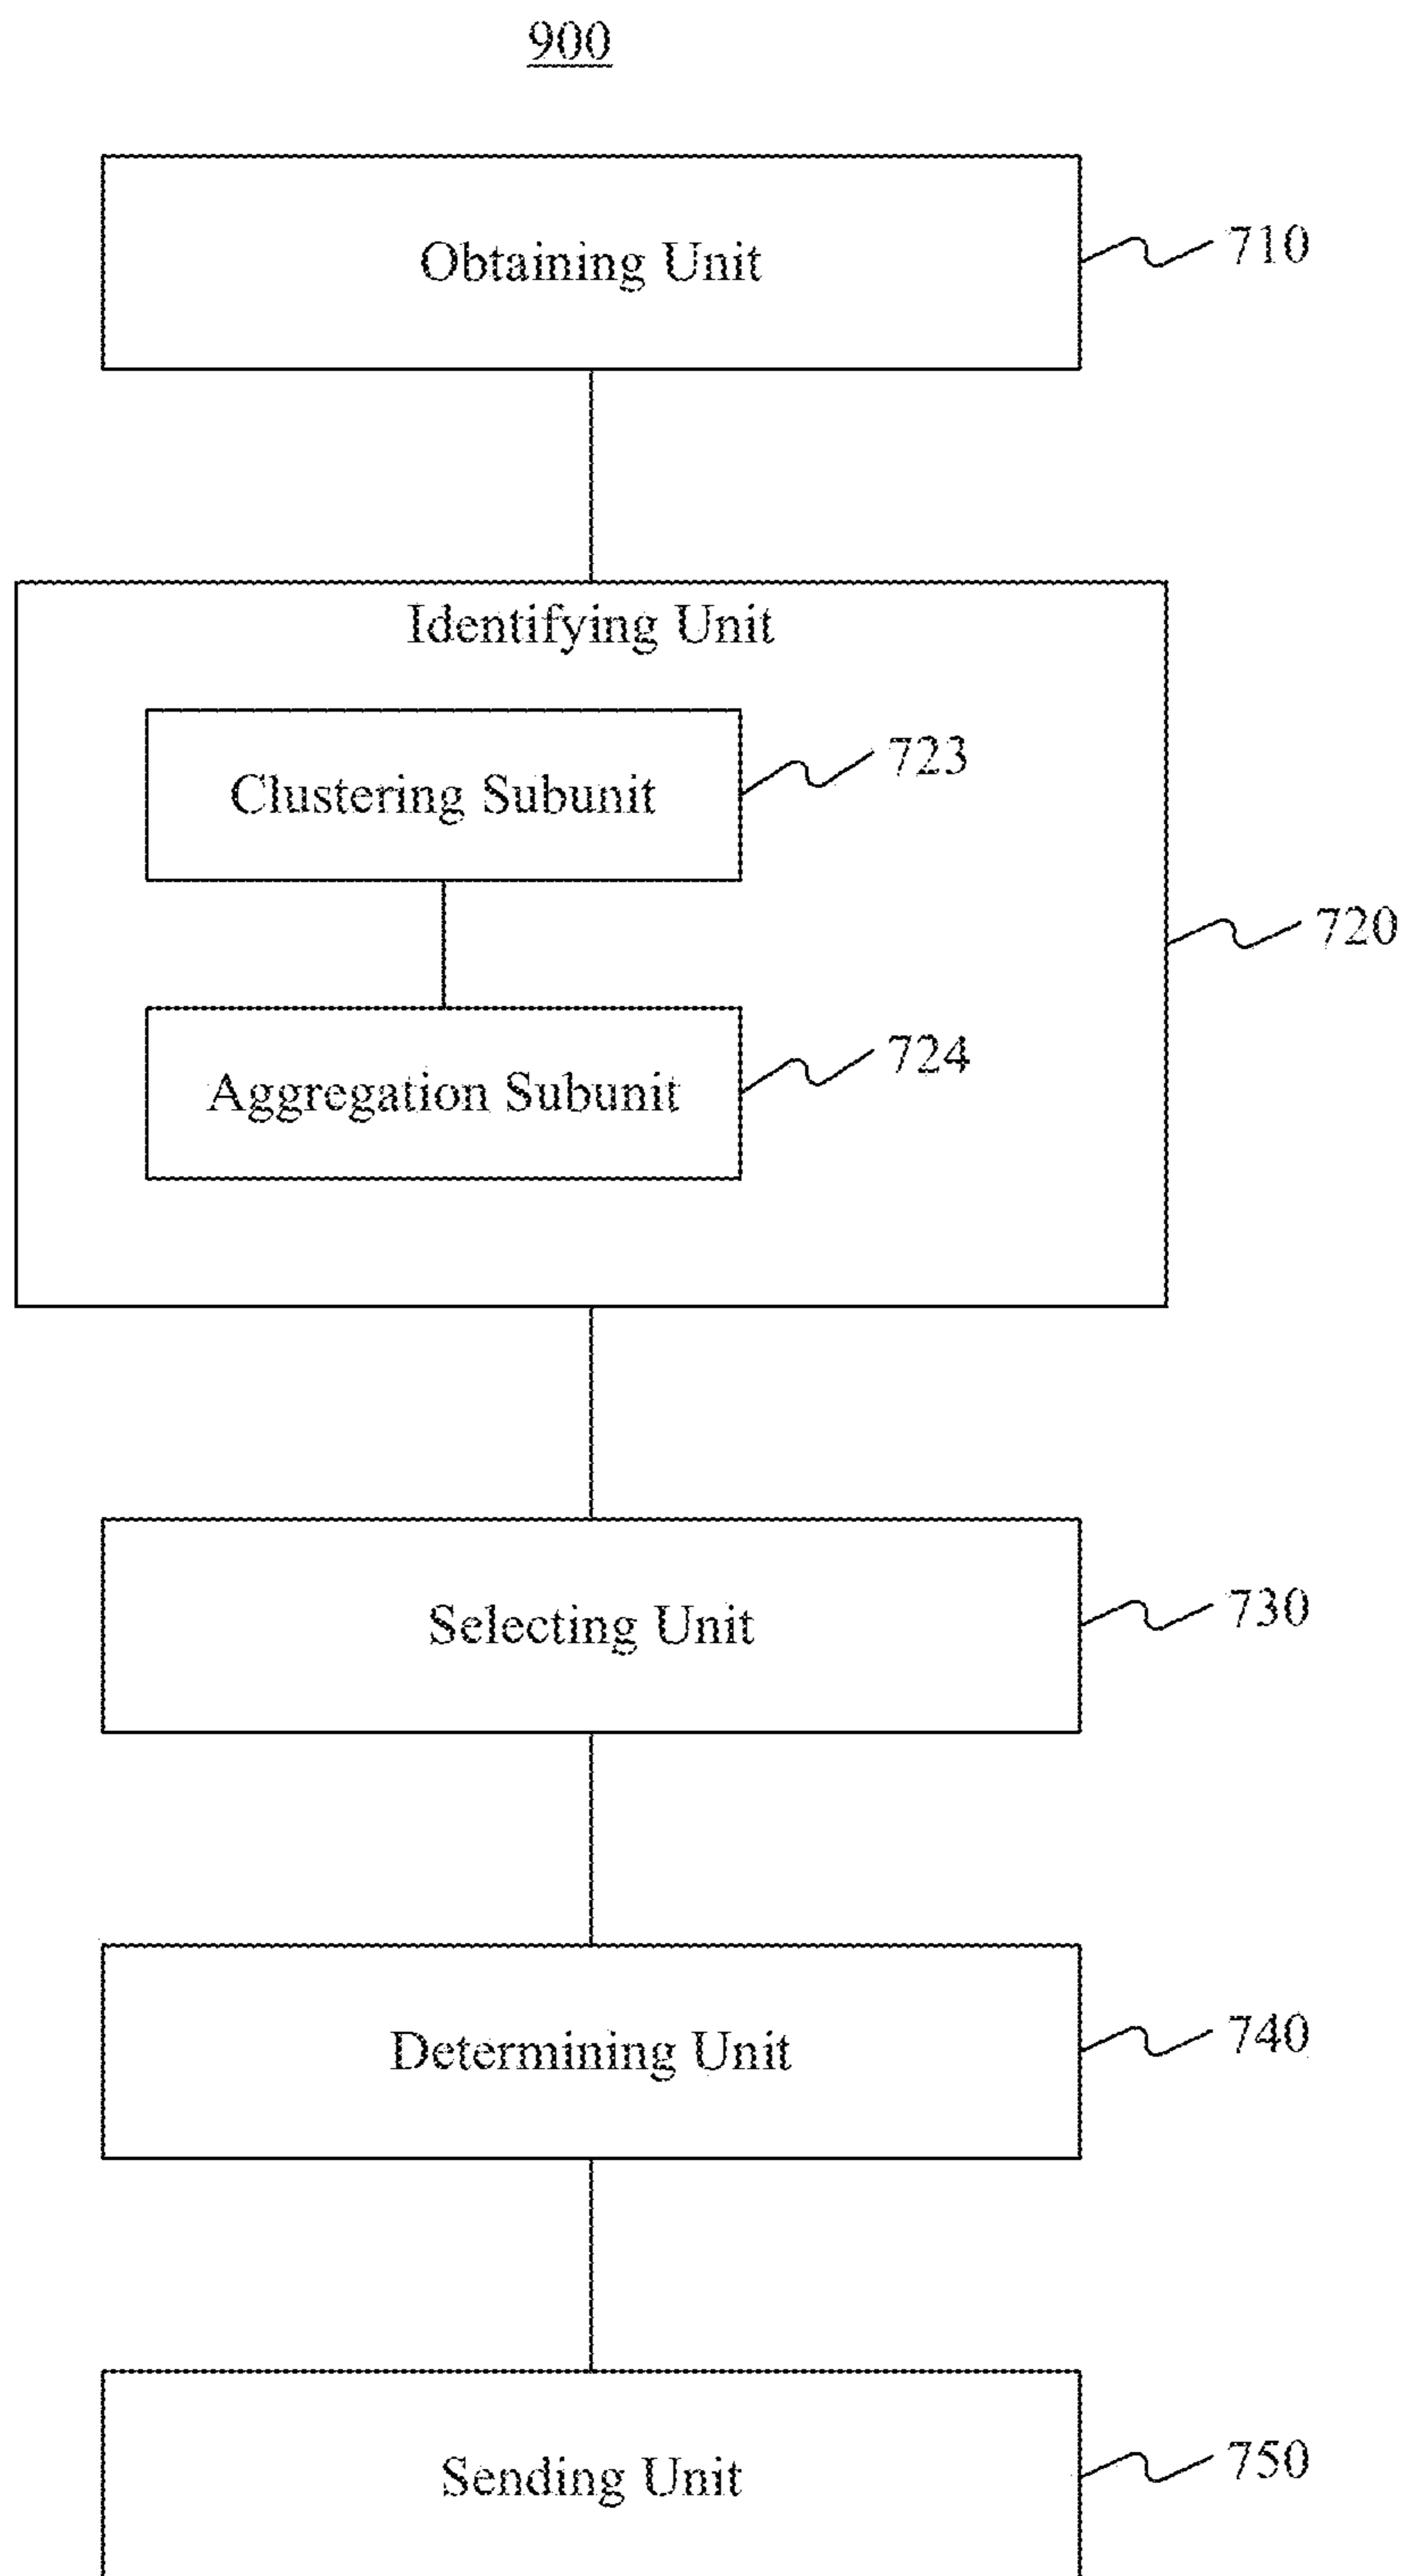 900
Obtaining Unit
710
Identifying Unit
Clustering Subunit
723
720
Aggregation Subunit
724
Selecting Unit
730
Determining Unit
740
Sending Unit
750